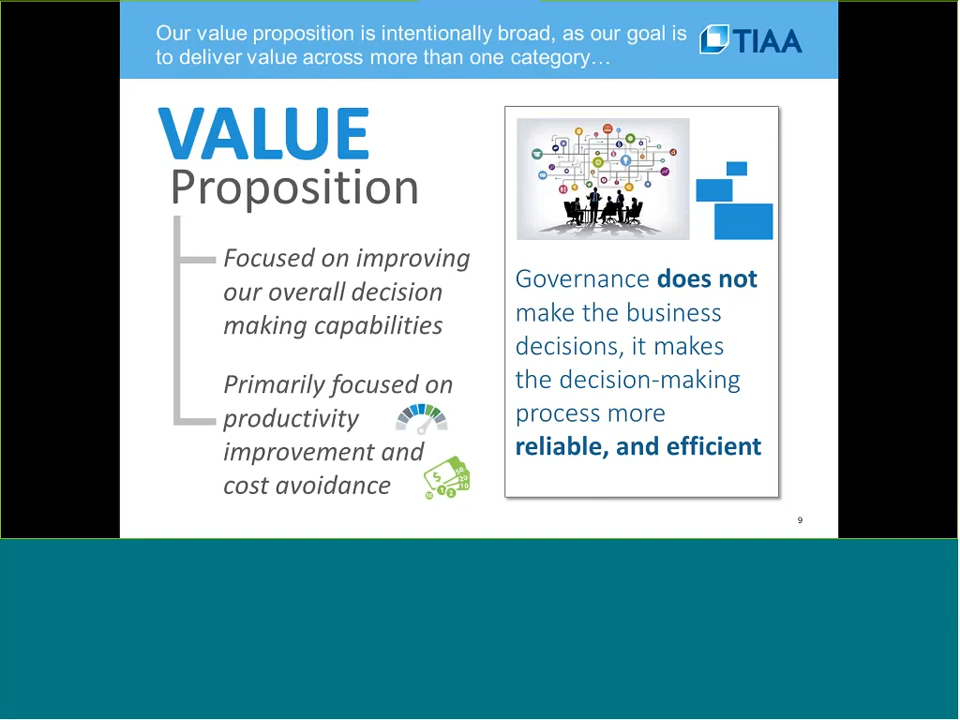 Our value proposition is intentionally broad, as our goal is
to deliver value across more than one category…
TIAA
VALUE
Proposition
Focused on improving
our overall decision
making capabilities
Primarily focused on
productivity
improvement and
cost avoidance
Governance does not
make the business
decisions, it makes
the decision-making
process more
reliable, and efficient
9